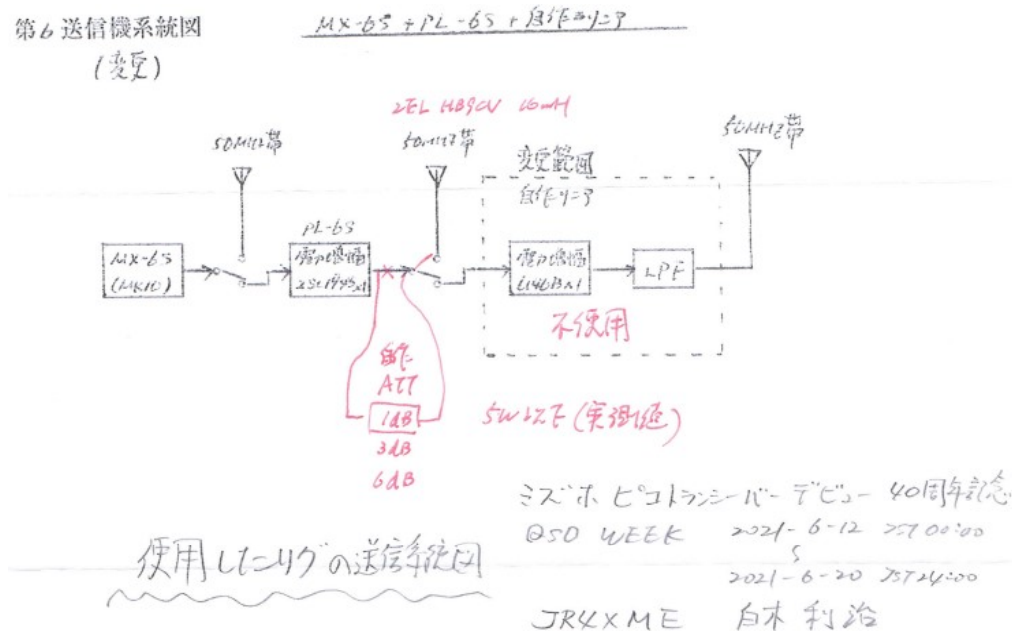 第6 送信機系統図
(変更)
MX-6S + PL-6S + 自作リニア
2EL HB9CV 10mH
50MHz帯
50MHz帯
50MHz帯
変更範囲
自作リニア
MX-6S
(MK10)
PL-6S
電力増幅
2SC1945x1
電力増幅
6146Bx1
LPF
不使用
自作
ATT
1dB
3dB
6dB
5W以下(実測値)
ミズホ ピコトランシーバー デビュー 40周年記念
QSO WEEK 2021-6-12 JST00:00
2021-6-20 JST24:00
使用したリグの送信系統図
JR4XME 白木 利治